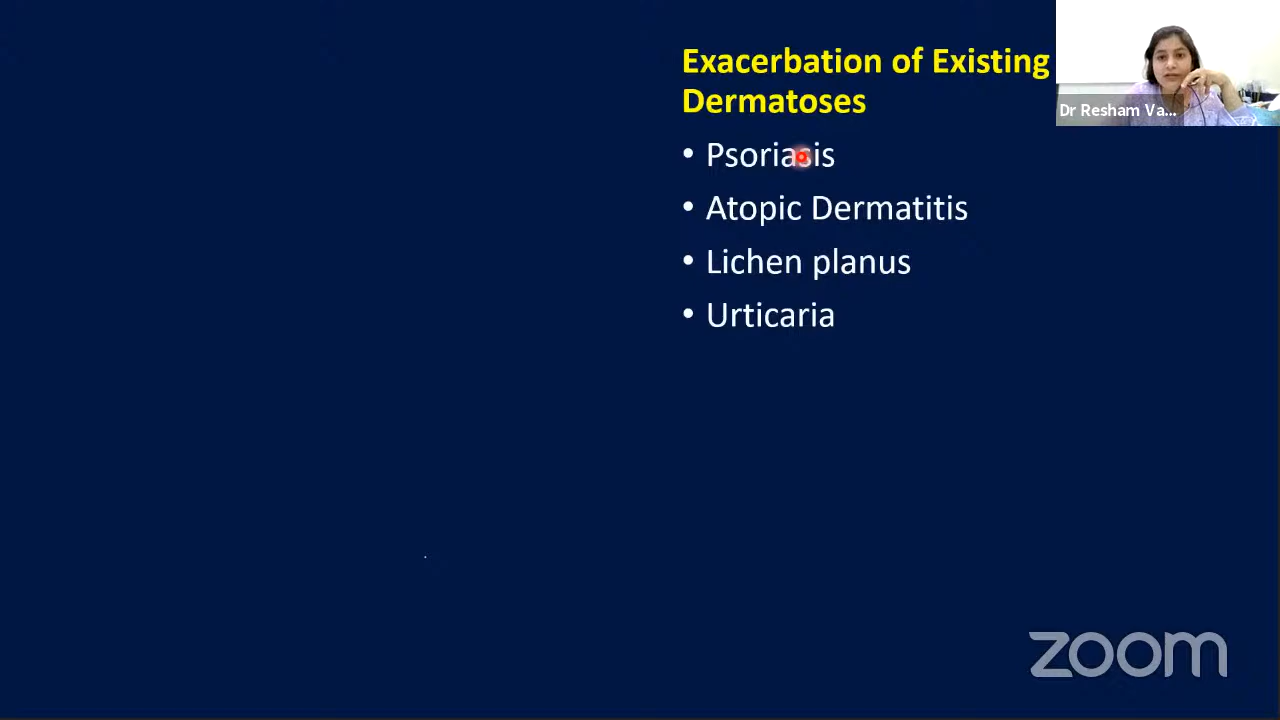 Exacerbation of Existing
Dermatoses
Dr Resham Va...
• Psoriasis
• Atopic Dermatitis
• Lichen planus
• Urticaria
zoom